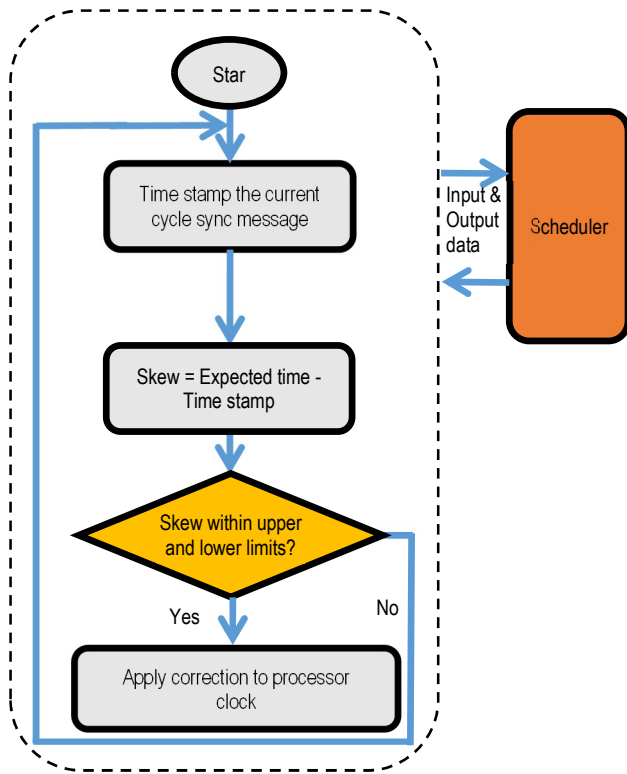 Star
Time stamp the current
cycle sync message
Input &
Output
data
Scheduler
Skew = Expected time -
Time stamp
Skew within upper
and lower limits?
Yes
No
Apply correction to processor
clock